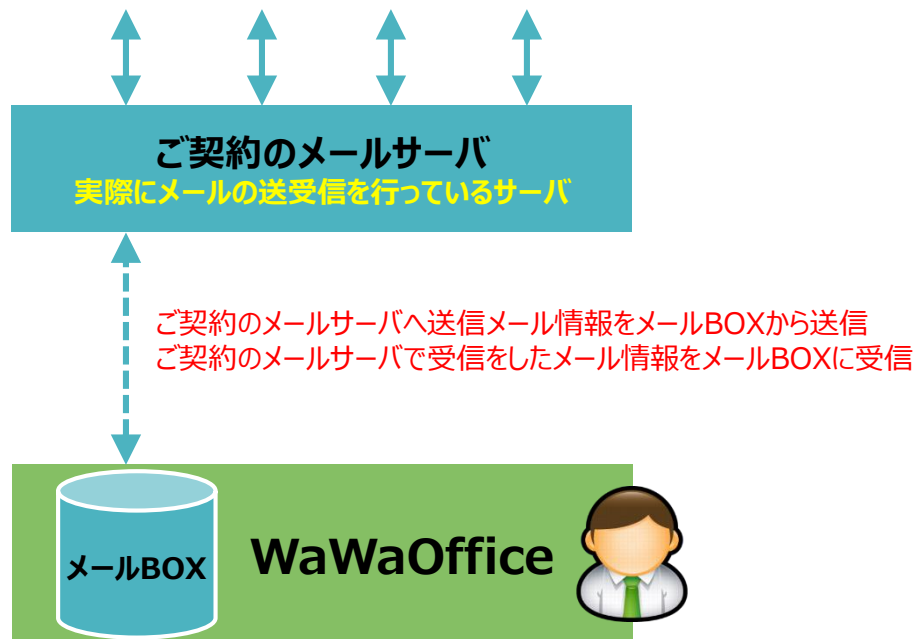 ご契約のメールサーバ
実際にメールの送受信を行っているサーバ
ご契約のメールサーバへ送信メール情報をメールBOXから送信
ご契約のメールサーバで受信をしたメール情報をメールBOXに受信
メールBOX
WaWaOffice